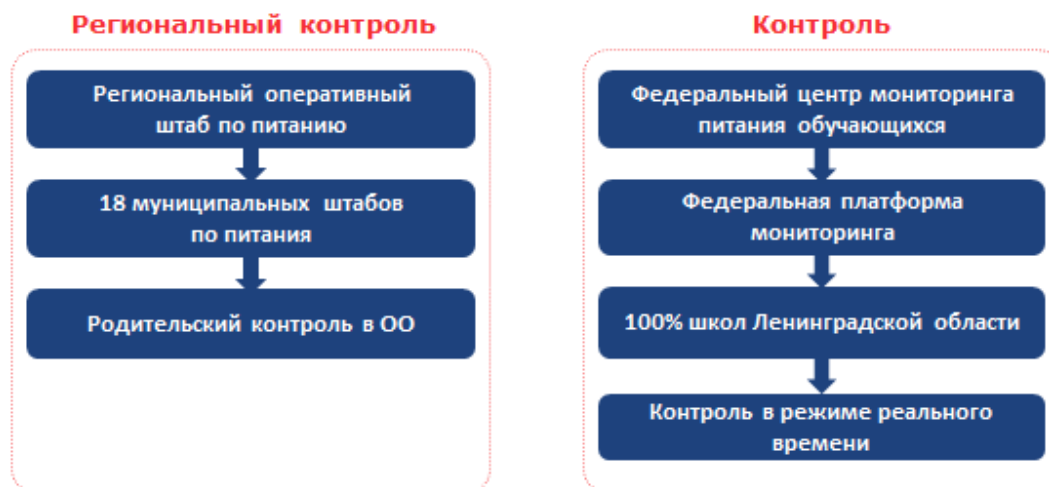 Региональный контроль
Региональный оперативный
штаб по питанию
18 муниципальных штабов
по питания
Родительский контроль в ОО
Контроль
Федеральный центр мониторинга
питания обучающихся
Федеральная платформа
мониторинга
100% школ Ленинградской области
Контроль в режиме реального
времени